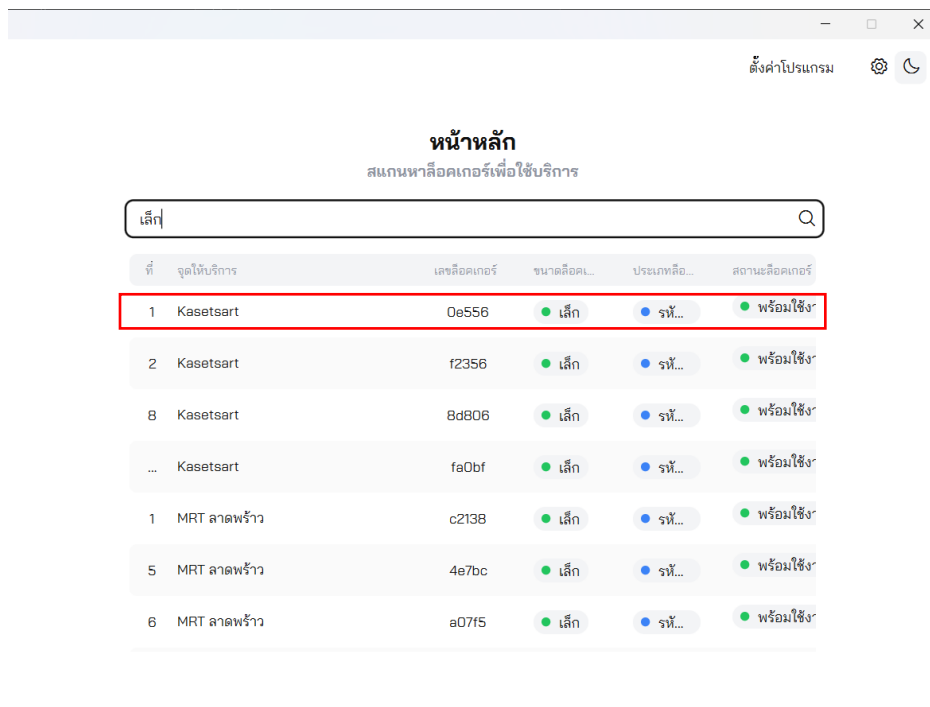 ตั้งค่าโปรแกรม
หน้าหลัก
สแกนหาล็อคเกอร์เพื่อใช้บริการ
เล็ก
ที่ จุดให้บริการ เลขล็อคเกอร์ ขนาดล็อคเ... ประเภทล็อ... สถานะล็อคเกอร์
1 Kasetsart 0e556 เล็ก รหั... พร้อมใช้งา
2 Kasetsart f2356 เล็ก รหั... พร้อมใช้งา
8 Kasetsart 8d806 เล็ก รหั... พร้อมใช้งา
... Kasetsart fa0bf เล็ก รหั... พร้อมใช้งา
1 MRT ลาดพร้าว c2138 เล็ก รหั... พร้อมใช้งา
5 MRT ลาดพร้าว 4e7bc เล็ก รหั... พร้อมใช้งา
6 MRT ลาดพร้าว a07f5 เล็ก รหั... พร้อมใช้งา